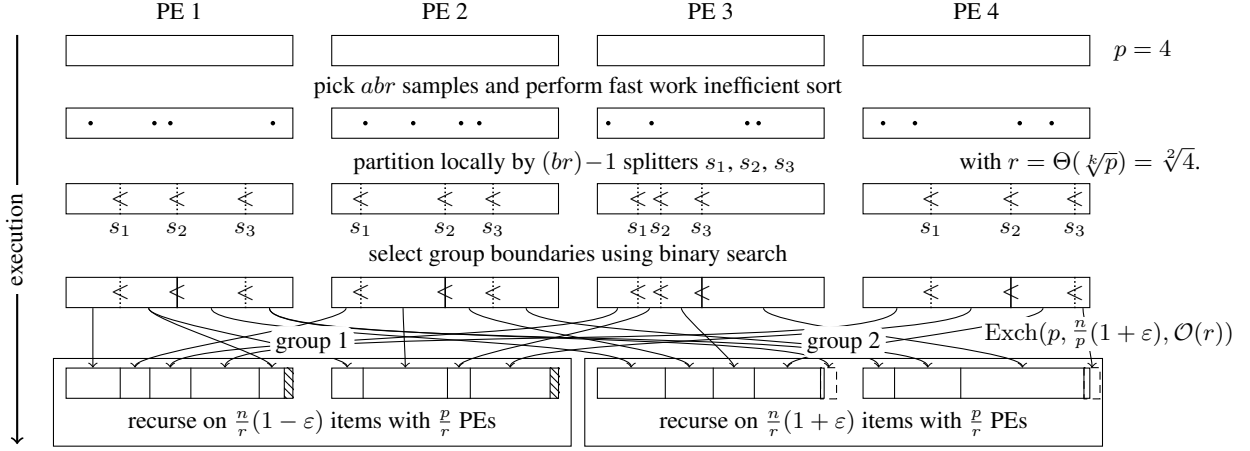 PE 1 PE 2 PE 3 PE 4
p = 4
pick abr samples and perform fast work inefficient sort
partition locally by (br)−1 splitters s₁, s₂, s₃ with r = Θ(ᵏ√p) = ²√4.
< < < < < < < < < < < <
s₁ s₂ s₃ s₁ s₂ s₃ s₁ s₂ s₃ s₁ s₂ s₃
select group boundaries using binary search
< < < < < < < < < < < <
group 1 group 2 Exch(p, n/p(1 + ε), O(r))
recurse on n/r(1 − ε) items with p/r PEs recurse on n/r(1 + ε) items with p/r PEs
execution